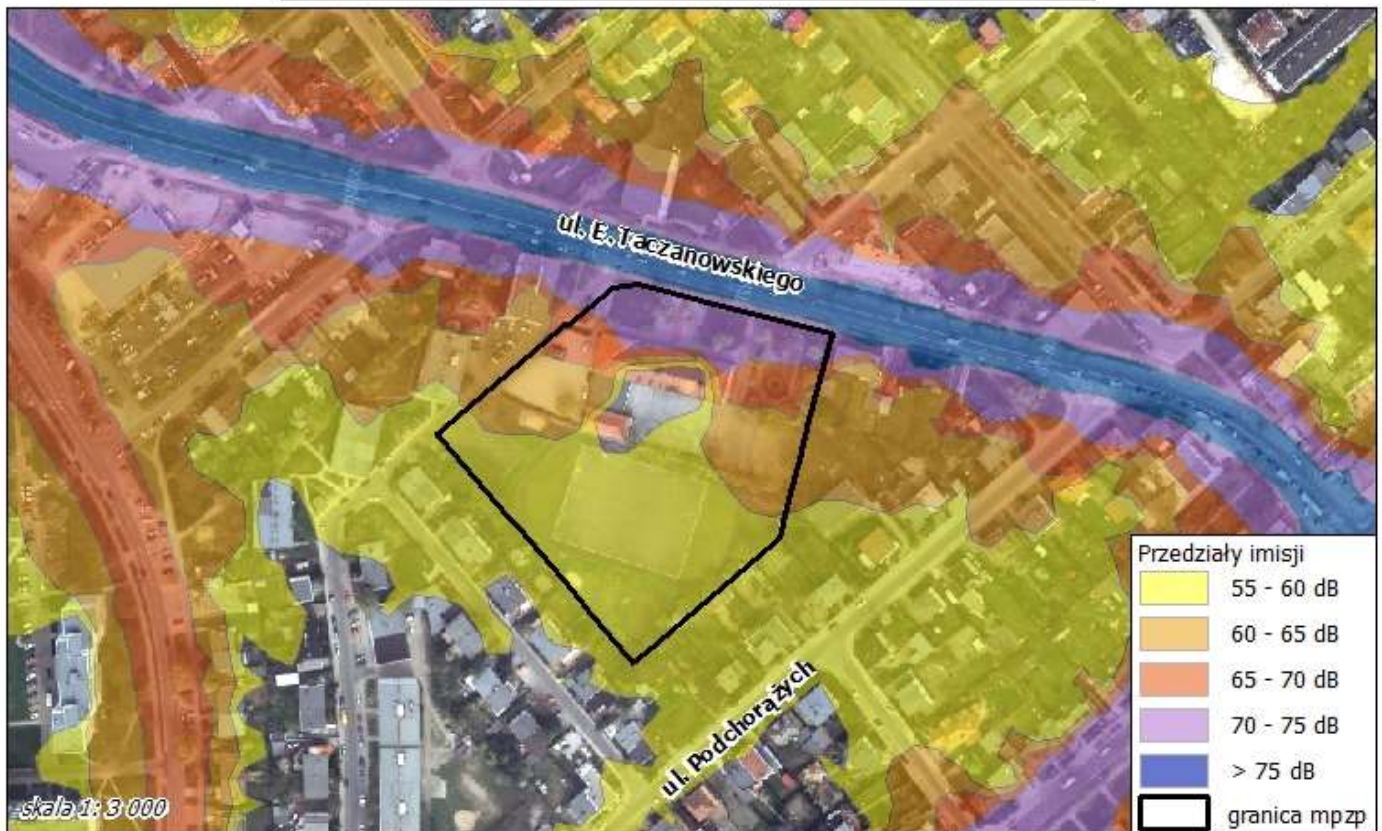 ul. E. Taczanowskiego
ul. Podchorążych
skala 1: 3 000
Przedziały imisji
55 - 60 dB
60 - 65 dB
65 - 70 dB
70 - 75 dB
> 75 dB
granica mpzp